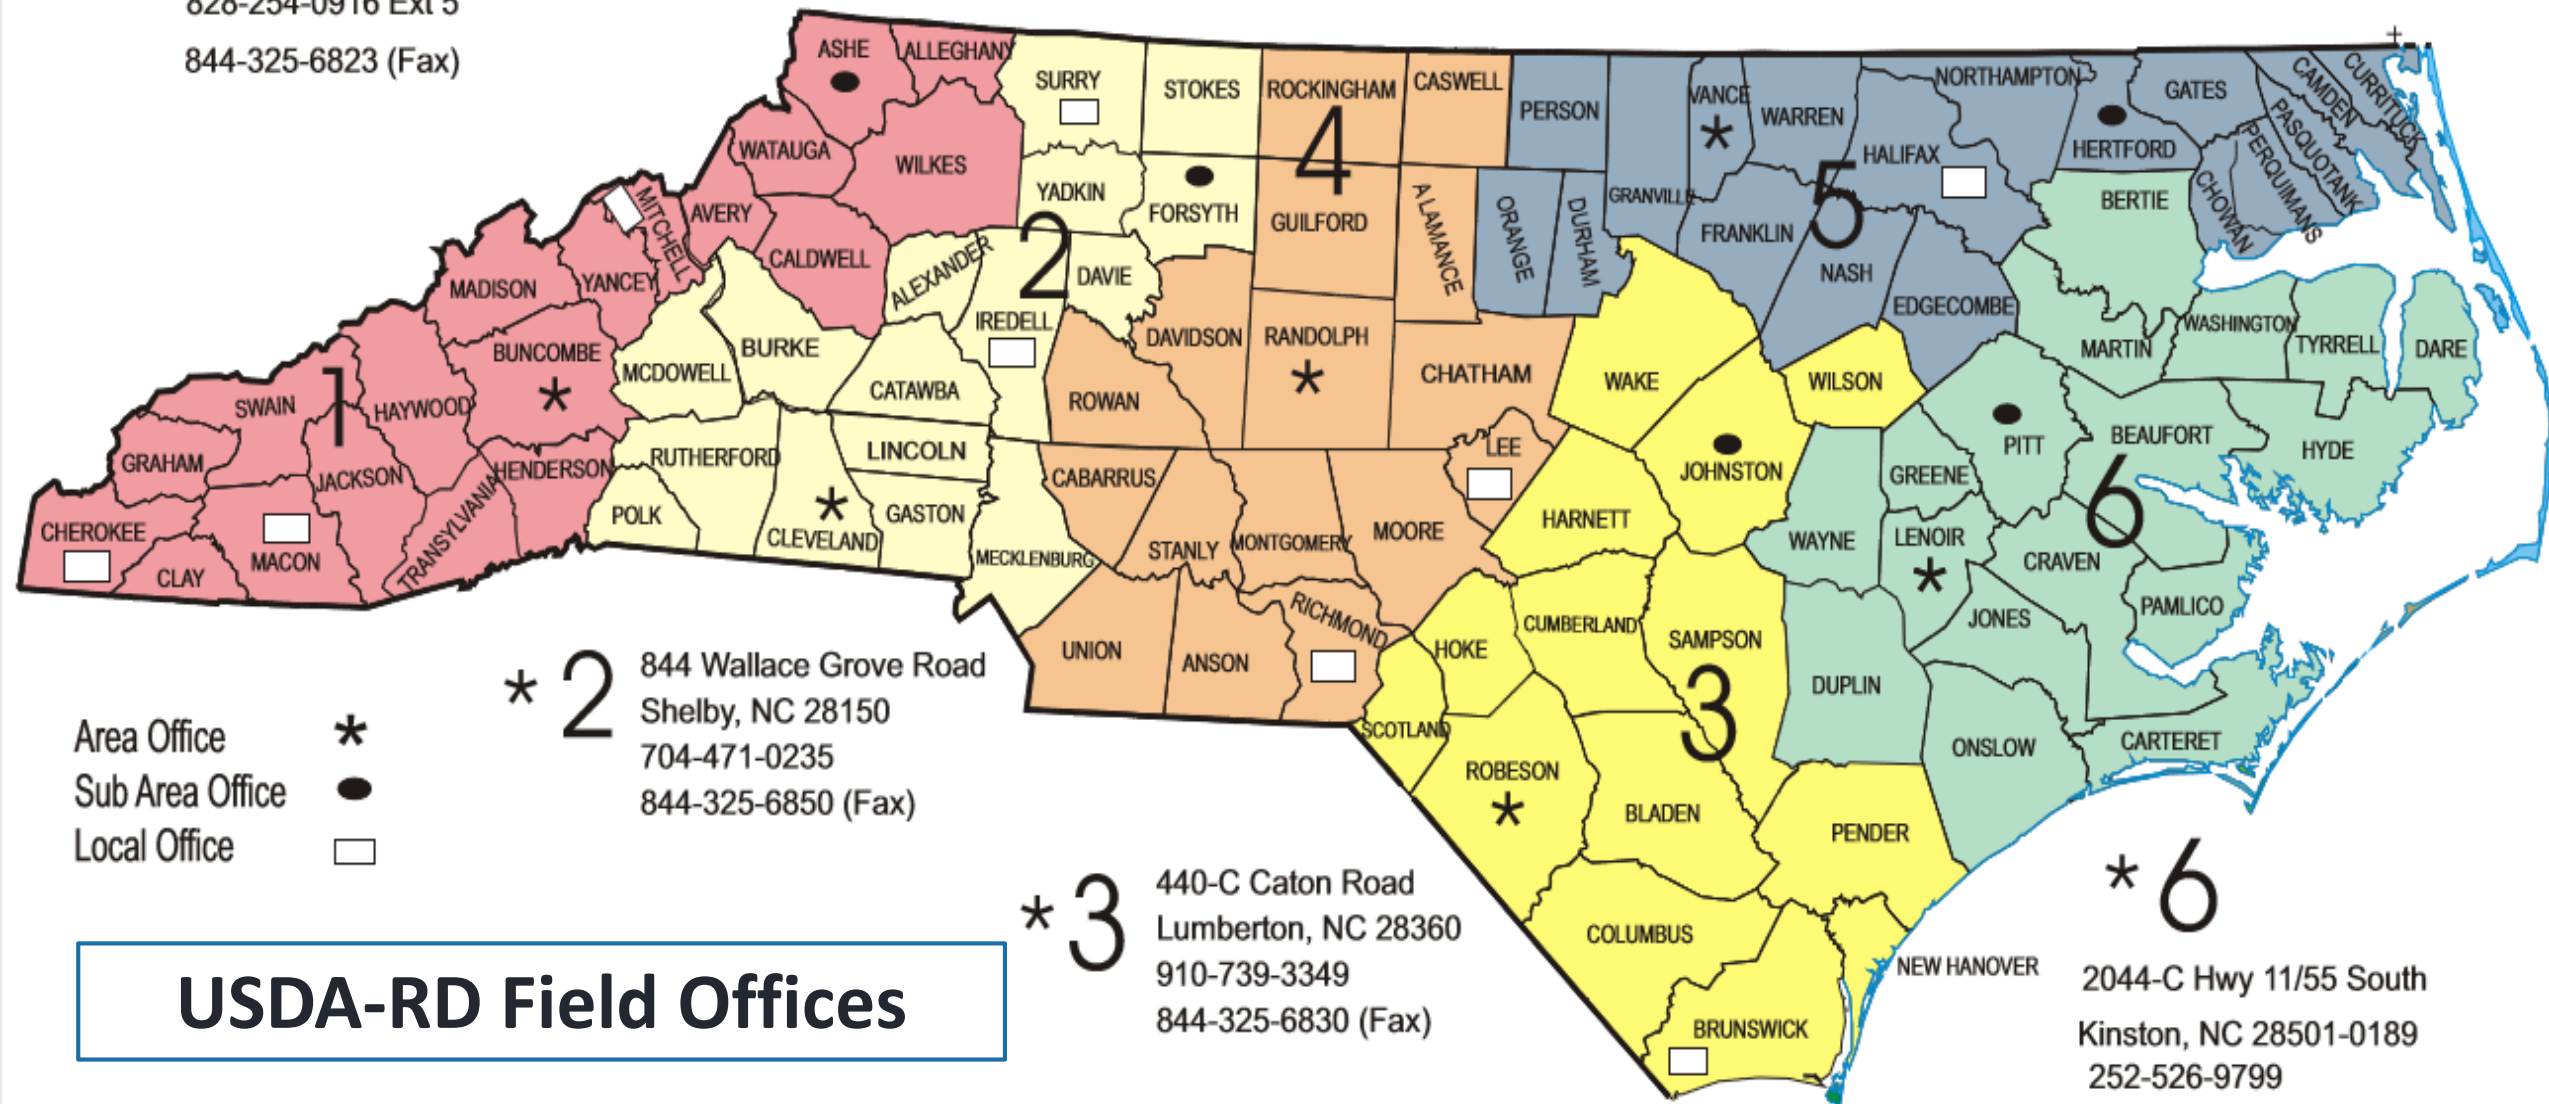 828-254-0916 Ext 5
844-325-6823 (Fax)
ASHE
ALLEGHANY
SURRY
STOKES
ROCKINGHAM
CASWELL
PERSON
VANCE
*
WARREN
NORTHAMPTON
GATES
CAMDEN
CURRITUCK
WATAUGA
WILKES
YADKIN
FORSYTH
4
GUILFORD
ALAMANCE
ORANGE
DURHAM
GRANVILLE
FRANKLIN
5
HALIFAX
HERTFORD
BERTIE
CHOWAN
PERQUIMANS
PASQUOTANK
MITCHELL
AVERY
CALDWELL
ALEXANDER
2
DAVIE
NASH
EDGECOMBE
MADISON
YANCEY
IREDELL
DAVIDSON
RANDOLPH
*
CHATHAM
WAKE
WILSON
MARTIN
WASHINGTON
TYRRELL
DARE
BUNCOMBE
*
MCDOWELL
BURKE
CATAWBA
ROWAN
1
SWAIN
HAYWOOD
GRAHAM
JACKSON
HENDERSON
RUTHERFORD
LINCOLN
CABARRUS
LEE
JOHNSTON
GREENE
PITT
BEAUFORT
HYDE
6
CHEROKEE
CLAY
MACON
TRANSYLVANIA
POLK
*
CLEVELAND
GASTON
MECKLENBURG
STANLY
MONTGOMERY
MOORE
HARNETT
WAYNE
LENOIR
*
CRAVEN
PAMLICO
JONES
UNION
ANSON
RICHMOND
HOKE
CUMBERLAND
SAMPSON
DUPLIN
ONSLOW
CARTERET
SCOTLAND
ROBESON
*
3
BLADEN
PENDER
COLUMBUS
BRUNSWICK
NEW HANOVER
Area Office *
Sub Area Office
Local Office
* 2
844 Wallace Grove Road
Shelby, NC 28150
704-471-0235
844-325-6850 (Fax)
* 3
440-C Caton Road
Lumberton, NC 28360
910-739-3349
844-325-6830 (Fax)
* 6
2044-C Hwy 11/55 South
Kinston, NC 28501-0189
252-526-9799
USDA-RD Field Offices